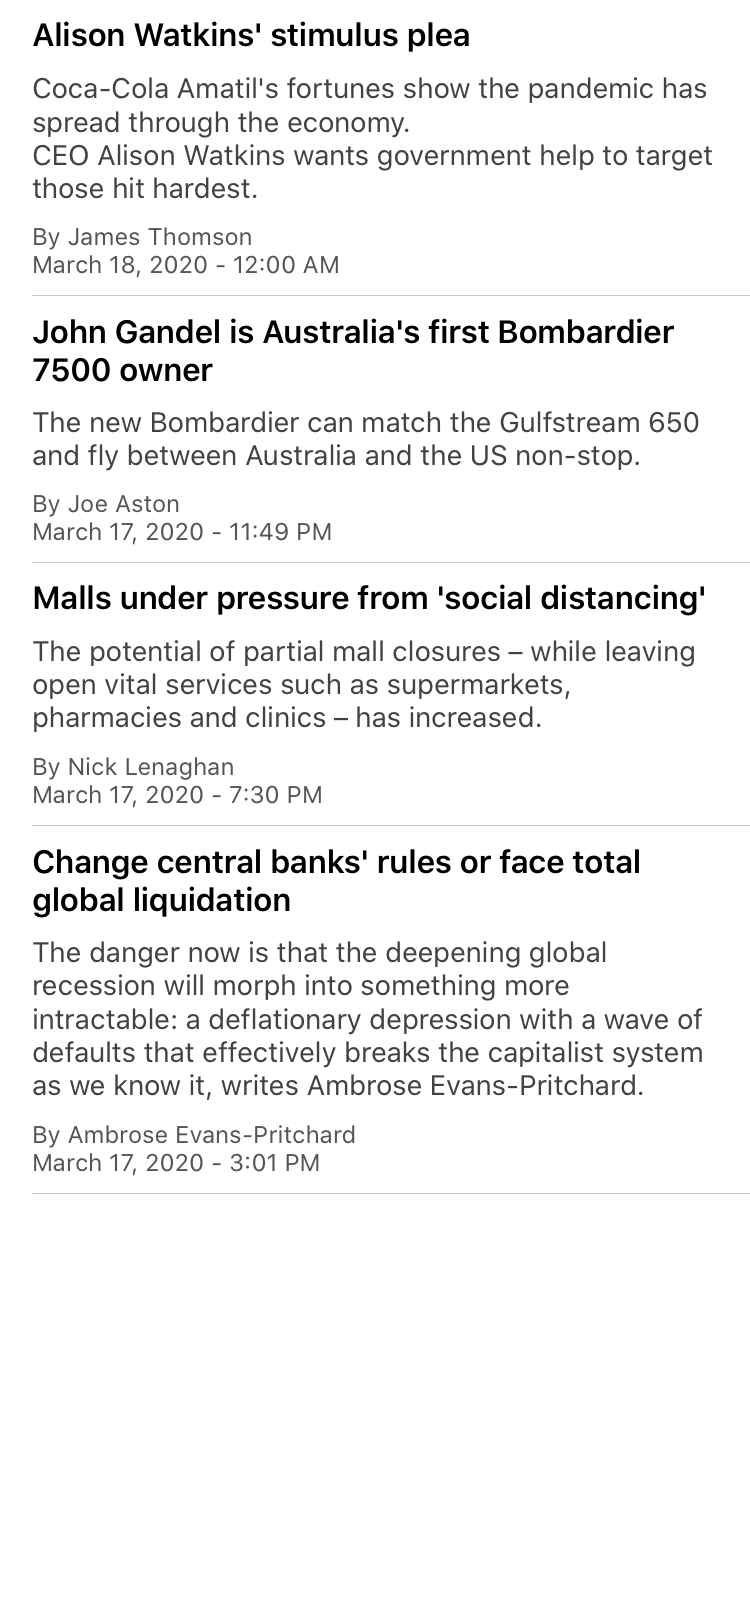 Alison Watkins' stimulus plea
Coca-Cola Amatil's fortunes show the pandemic has
spread through the economy.
CEO Alison Watkins wants government help to target
those hit hardest.
By James Thomson
March 18, 2020 - 12:00 AM
John Gandel is Australia's first Bombardier
7500 owner
The new Bombardier can match the Gulfstream 650
and fly between Australia and the US non-stop.
By Joe Aston
March 17, 2020 - 11:49 PM
Malls under pressure from 'social distancing'
The potential of partial mall closures – while leaving
open vital services such as supermarkets,
pharmacies and clinics – has increased.
By Nick Lenaghan
March 17, 2020 - 7:30 PM
Change central banks' rules or face total
global liquidation
The danger now is that the deepening global
recession will morph into something more
intractable: a deflationary depression with a wave of
defaults that effectively breaks the capitalist system
as we know it, writes Ambrose Evans-Pritchard.
By Ambrose Evans-Pritchard
March 17, 2020 - 3:01 PM